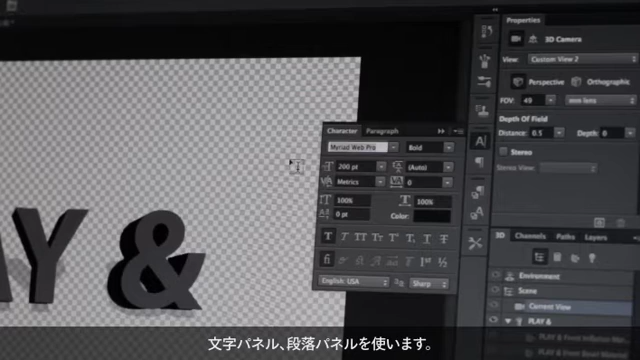 Properties
3D Camera
View: Custom View 2
Perspective Orthographic
FOV: 49 mm lens
Depth Of Field
Distance: 0.5 Depth: 0
Stereo
Stereo View:
Character Paragraph
Myriad Web Pro Bold
200 pt (Auto)
Metrics 0
100% 100%
0 pt Color:
English: USA Sharp
3D Channels Paths Layers
Environment
Scene
Current View
PLAY &
AY &
文字パネル、段落パネルを使います。